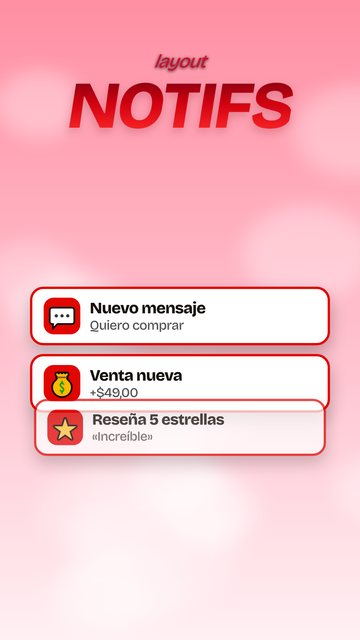 layout
NOTIFS
Nuevo mensaje
Quiero comprar
Venta nueva
+$49,00
Reseña 5 estrellas
«Increíble»